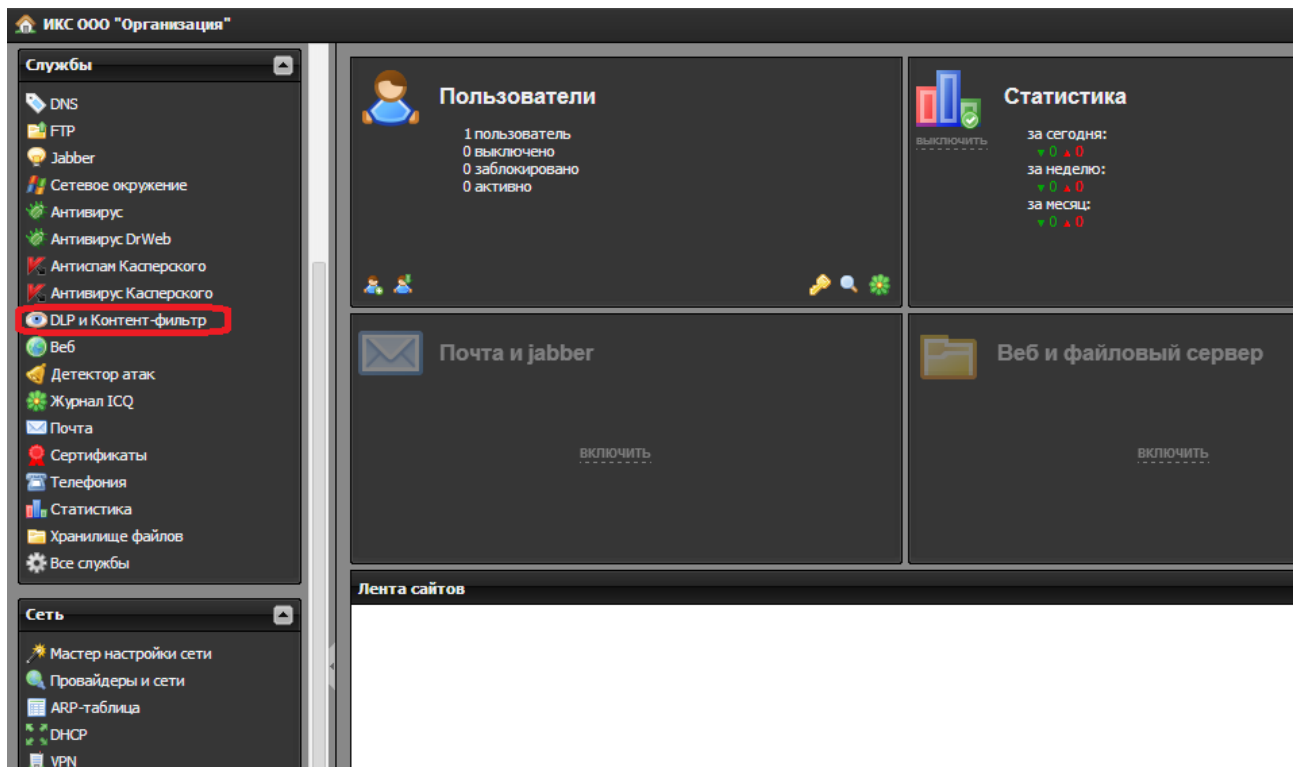 ИКС ООО "Организация"
Службы
DNS
FTP
Jabber
Сетевое окружение
Антивирус
Антивирус DrWeb
Антиспам Касперского
Антивирус Касперского
DLP и Контент-фильтр
Веб
Детектор атак
Журнал ICQ
Почта
Сертификаты
Телефония
Статистика
Хранилище файлов
Все службы
Сеть
Мастер настройки сети
Провайдеры и сети
ARP-таблица
DHCP
VPN
Пользователи
1 пользователь
0 выключено
0 заблокировано
0 активно
Статистика
выключить
за сегодня:
▼ 0 ▲ 0
за неделю:
▼ 0 ▲ 0
за месяц:
▼ 0 ▲ 0
Почта и jabber
включить
Веб и файловый сервер
включить
Лента сайтов